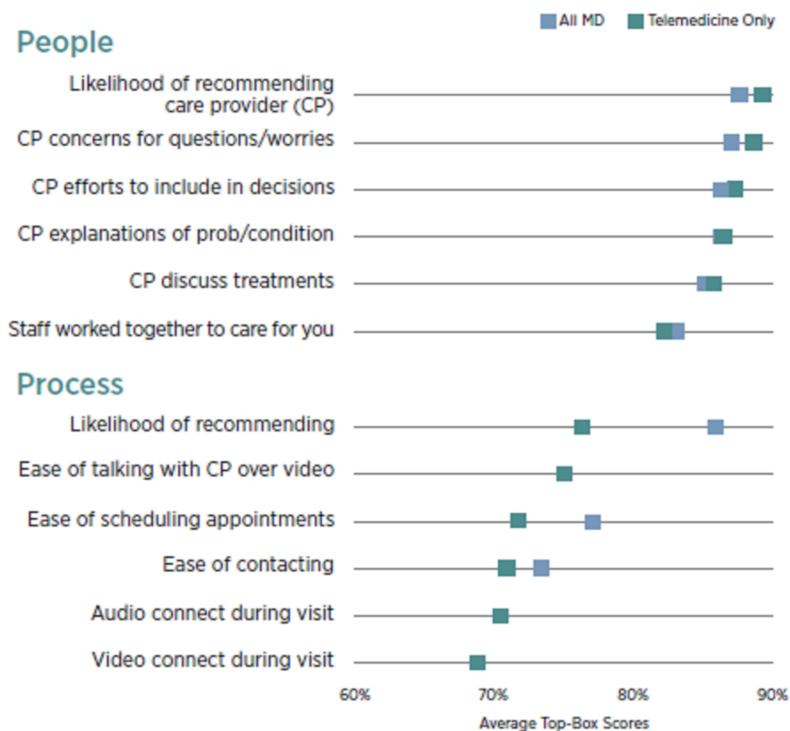 All MD Telemedicine Only
People
Likelihood of recommending
care provider (CP)
CP concerns for questions/worries
CP efforts to include in decisions
CP explanations of prob/condition
CP discuss treatments
Staff worked together to care for you
Process
Likelihood of recommending
Ease of talking with CP over video
Ease of scheduling appointments
Ease of contacting
Audio connect during visit
Video connect during visit
60% 70% 80% 90%
Average Top-Box Scores